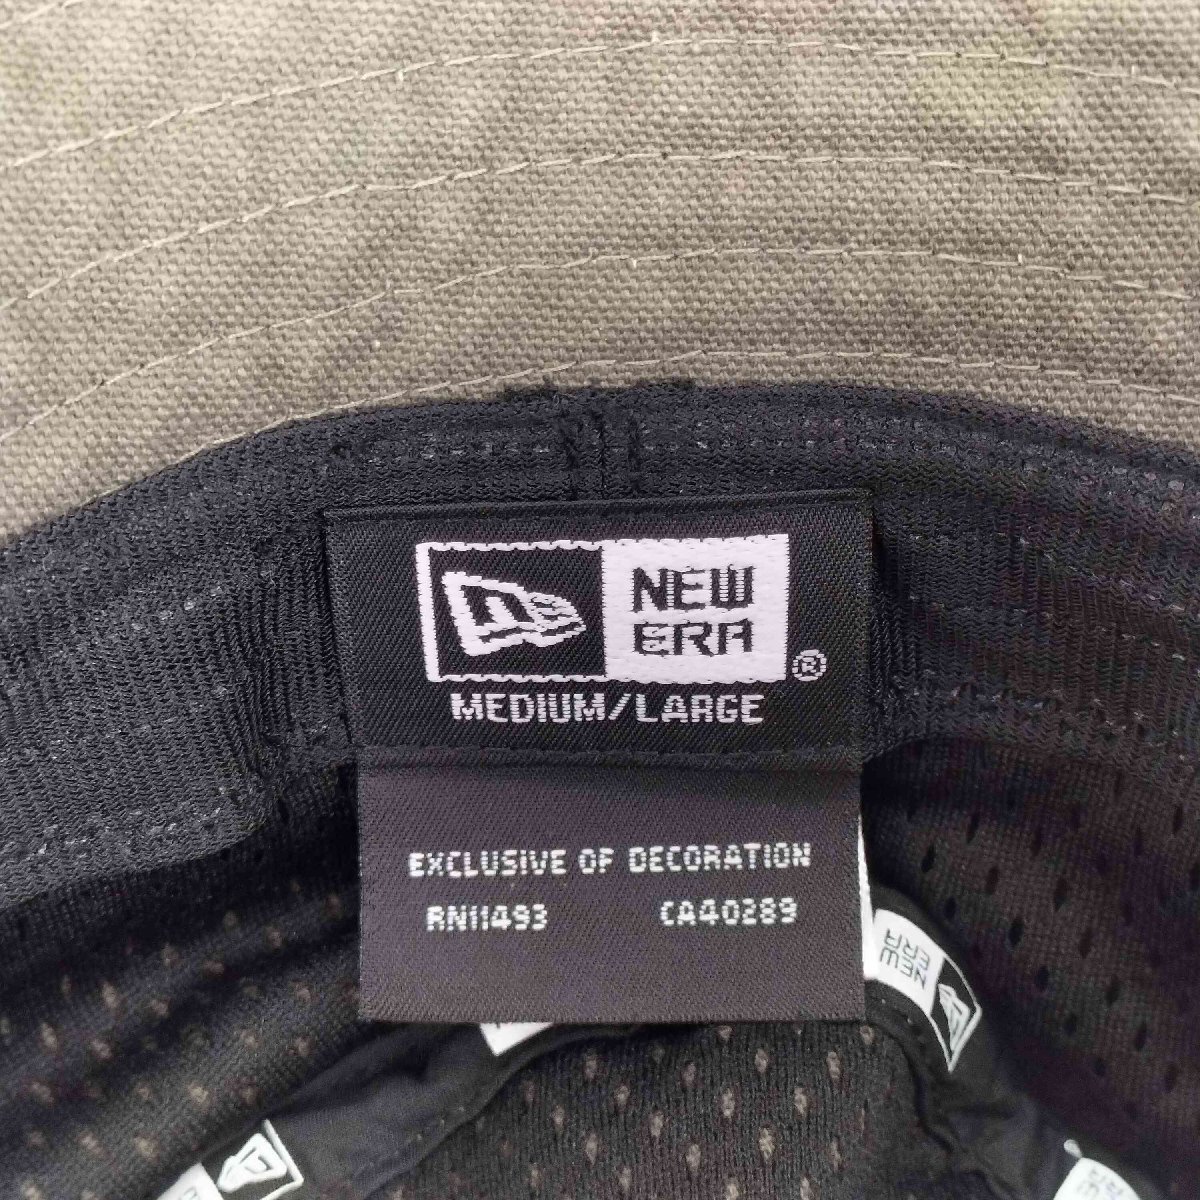 NEW
ERA
®
MEDIUM/LARGE
EXCLUSIVE OF DECORATION
RN11493 CA40289
NEW
ERA